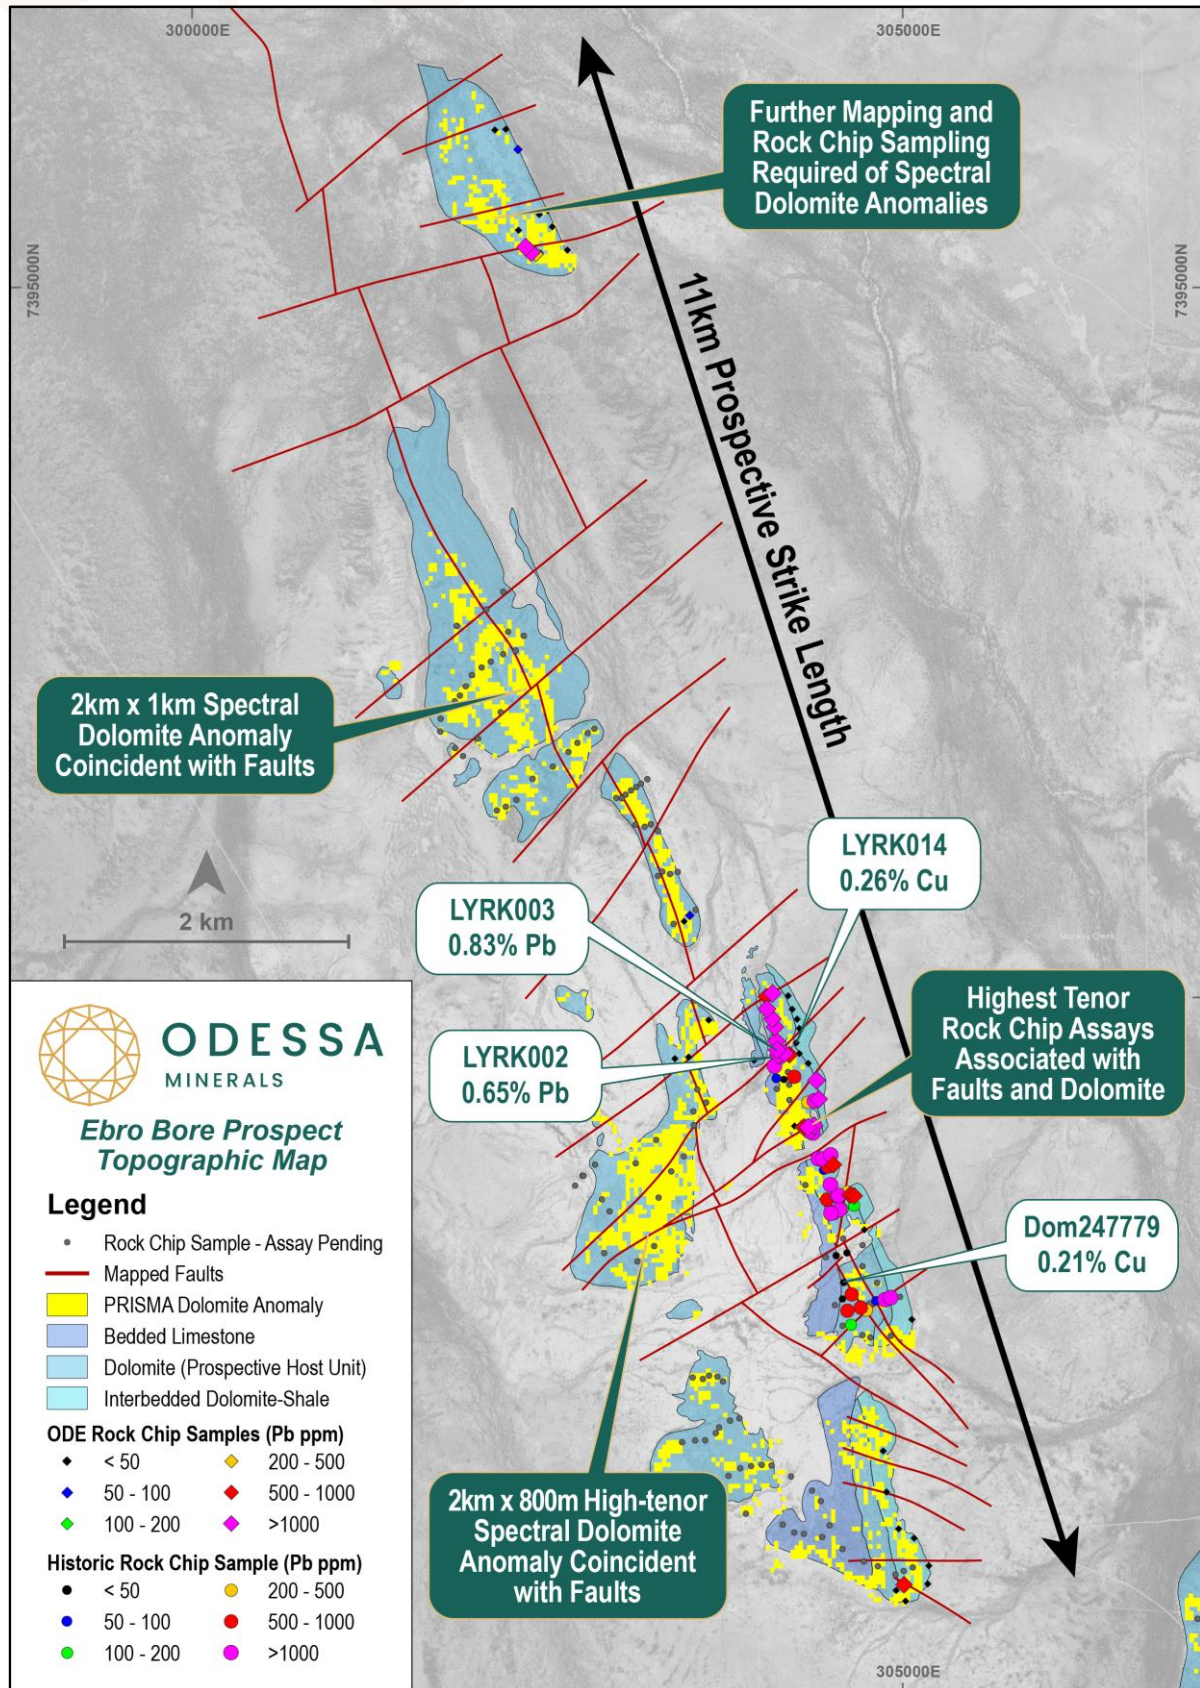 300000E
305000E
7395000N
7395000N
Further Mapping and
Rock Chip Sampling
Required of Spectral
Dolomite Anomalies
11km Prospective Strike Length
2km x 1km Spectral
Dolomite Anomaly
Coincident with Faults
2 km
LYRK014
0.26% Cu
LYRK003
0.83% Pb
LYRK002
0.65% Pb
Highest Tenor
Rock Chip Assays
Associated with
Faults and Dolomite
Dom247779
0.21% Cu
2km x 800m High-tenor
Spectral Dolomite
Anomaly Coincident
with Faults
ODESSA
MINERALS
Ebro Bore Prospect
Topographic Map
Legend
Rock Chip Sample - Assay Pending
Mapped Faults
PRISMA Dolomite Anomaly
Bedded Limestone
Dolomite (Prospective Host Unit)
Interbedded Dolomite-Shale
ODE Rock Chip Samples (Pb ppm)
< 50 200 - 500
50 - 100 500 - 1000
100 - 200 >1000
Historic Rock Chip Sample (Pb ppm)
< 50 200 - 500
50 - 100 500 - 1000
100 - 200 >1000
305000E